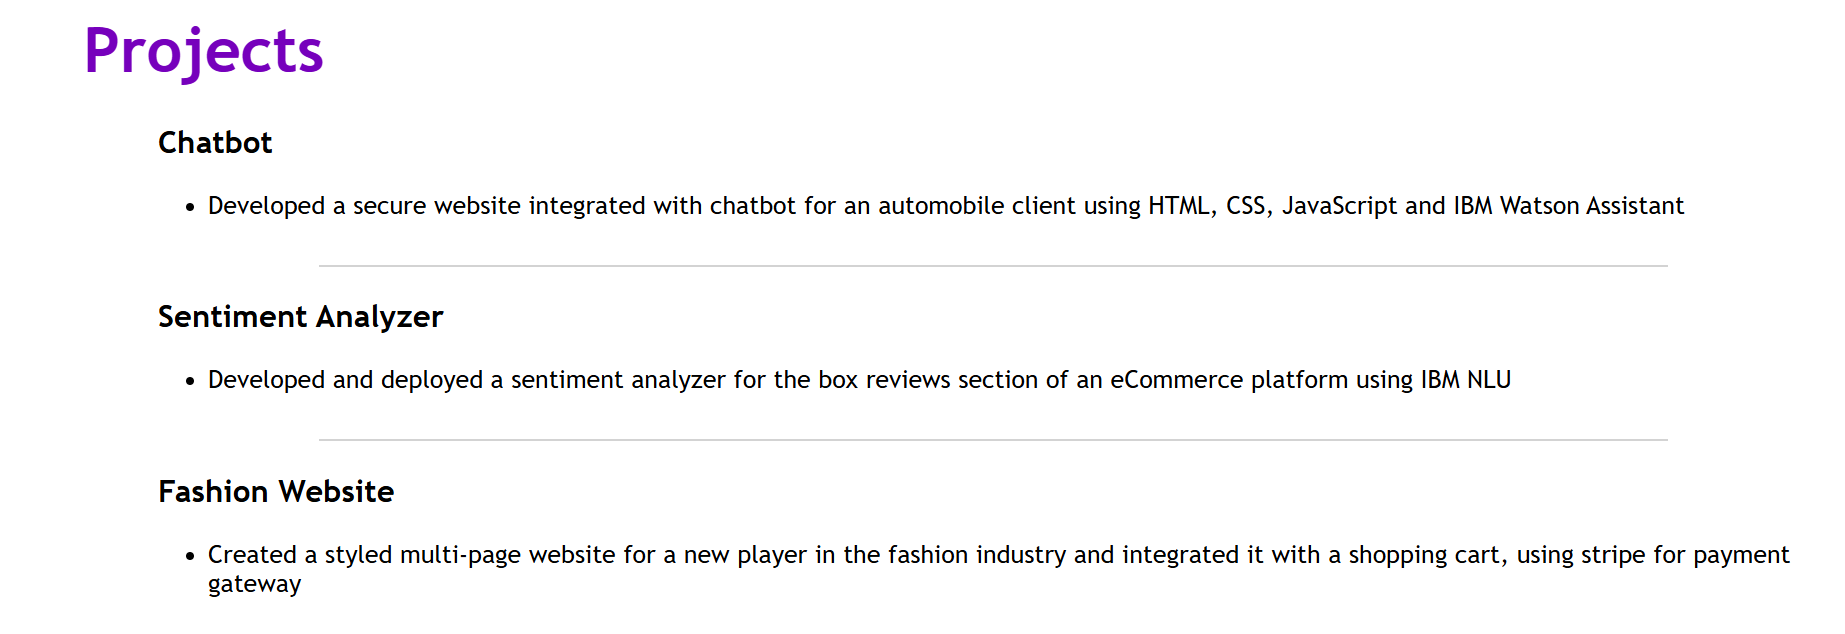 Projects
Chatbot
• Developed a secure website integrated with chatbot for an automobile client using HTML, CSS, JavaScript and IBM Watson Assistant
Sentiment Analyzer
• Developed and deployed a sentiment analyzer for the box reviews section of an eCommerce platform using IBM NLU
Fashion Website
• Created a styled multi-page website for a new player in the fashion industry and integrated it with a shopping cart, using stripe for payment
gateway